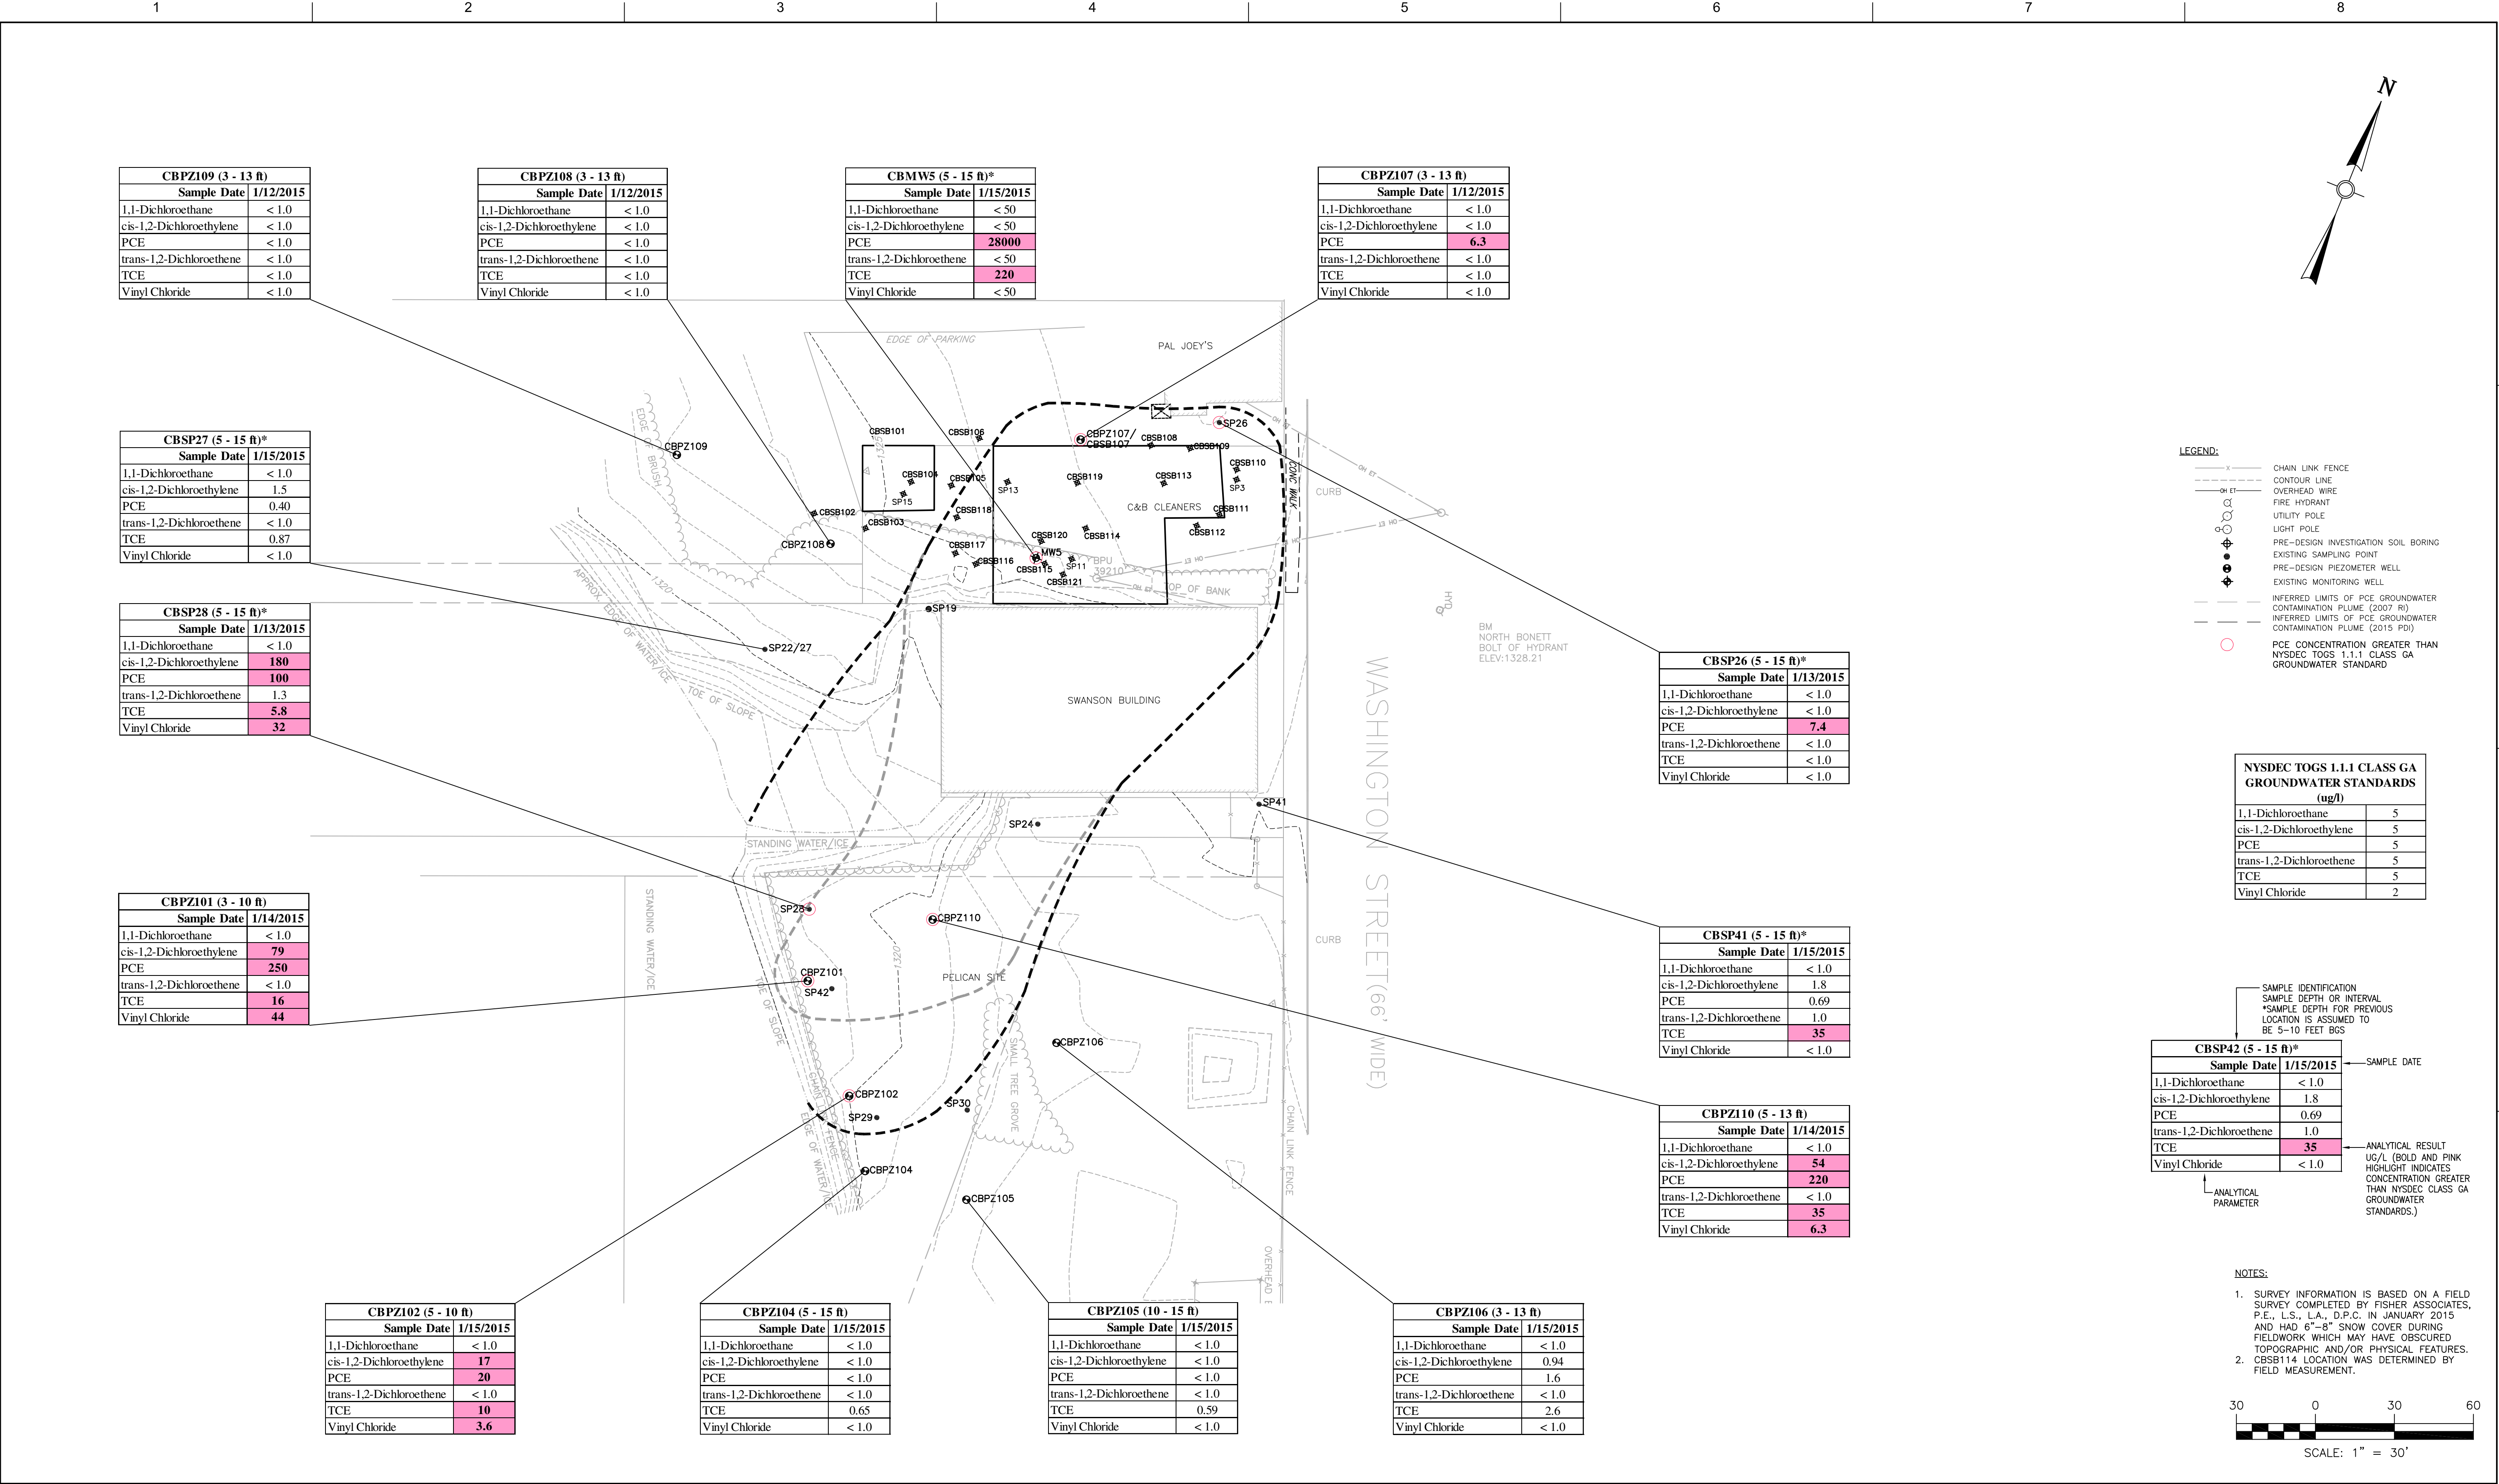 1 2 3 4 5 6 7 8
N
CBPZ109 (3 - 13 ft)
Sample Date 1/12/2015
1,1-Dichloroethane < 1.0
cis-1,2-Dichloroethylene < 1.0
PCE < 1.0
trans-1,2-Dichloroethene < 1.0
TCE < 1.0
Vinyl Chloride < 1.0
CBPZ108 (3 - 13 ft)
Sample Date 1/12/2015
1,1-Dichloroethane < 1.0
cis-1,2-Dichloroethylene < 1.0
PCE < 1.0
trans-1,2-Dichloroethene < 1.0
TCE < 1.0
Vinyl Chloride < 1.0
CBMW5 (5 - 15 ft)*
Sample Date 1/15/2015
1,1-Dichloroethane < 50
cis-1,2-Dichloroethylene < 50
PCE 28000
trans-1,2-Dichloroethene < 50
TCE 220
Vinyl Chloride < 50
CBPZ107 (3 - 13 ft)
Sample Date 1/12/2015
1,1-Dichloroethane < 1.0
cis-1,2-Dichloroethylene < 1.0
PCE 6.3
trans-1,2-Dichloroethene < 1.0
TCE < 1.0
Vinyl Chloride < 1.0
CBSP27 (5 - 15 ft)*
Sample Date 1/15/2015
1,1-Dichloroethane < 1.0
cis-1,2-Dichloroethylene 1.5
PCE 0.40
trans-1,2-Dichloroethene < 1.0
TCE 0.87
Vinyl Chloride < 1.0
CBSP28 (5 - 15 ft)*
Sample Date 1/13/2015
1,1-Dichloroethane < 1.0
cis-1,2-Dichloroethylene 180
PCE 100
trans-1,2-Dichloroethene 1.3
TCE 5.8
Vinyl Chloride 32
CBPZ101 (3 - 10 ft)
Sample Date 1/14/2015
1,1-Dichloroethane < 1.0
cis-1,2-Dichloroethylene 79
PCE 250
trans-1,2-Dichloroethene < 1.0
TCE 16
Vinyl Chloride 44
CBPZ102 (5 - 10 ft)
Sample Date 1/15/2015
1,1-Dichloroethane < 1.0
cis-1,2-Dichloroethylene 17
PCE 20
trans-1,2-Dichloroethene < 1.0
TCE 10
Vinyl Chloride 3.6
CBPZ104 (5 - 15 ft)
Sample Date 1/15/2015
1,1-Dichloroethane < 1.0
cis-1,2-Dichloroethylene < 1.0
PCE < 1.0
trans-1,2-Dichloroethene < 1.0
TCE 0.65
Vinyl Chloride < 1.0
CBPZ105 (10 - 15 ft)
Sample Date 1/15/2015
1,1-Dichloroethane < 1.0
cis-1,2-Dichloroethylene < 1.0
PCE < 1.0
trans-1,2-Dichloroethene < 1.0
TCE 0.59
Vinyl Chloride < 1.0
CBPZ106 (3 - 13 ft)
Sample Date 1/15/2015
1,1-Dichloroethane < 1.0
cis-1,2-Dichloroethylene 0.94
PCE 1.6
trans-1,2-Dichloroethene < 1.0
TCE 2.6
Vinyl Chloride < 1.0
CBSP26 (5 - 15 ft)*
Sample Date 1/13/2015
1,1-Dichloroethane < 1.0
cis-1,2-Dichloroethylene < 1.0
PCE 7.4
trans-1,2-Dichloroethene < 1.0
TCE < 1.0
Vinyl Chloride < 1.0
CBSP41 (5 - 15 ft)*
Sample Date 1/15/2015
1,1-Dichloroethane < 1.0
cis-1,2-Dichloroethylene 1.8
PCE 0.69
trans-1,2-Dichloroethene 1.0
TCE 35
Vinyl Chloride < 1.0
CBPZ110 (5 - 13 ft)
Sample Date 1/14/2015
1,1-Dichloroethane < 1.0
cis-1,2-Dichloroethylene 54
PCE 220
trans-1,2-Dichloroethene < 1.0
TCE 35
Vinyl Chloride 6.3
EDGE OF PARKING
PAL JOEY'S
EDGE OF BRUSH
CBPZ109
CBSB101
1325
CBSB106
CBPZ107/
CBSB107
CBSB108
CBSB109
SP26
OH ET
CBSB104
SP15
CBSB105
SP13
CBSB119
CBSB113
CBSB110
SP3
CONC WALK
CURB
OH ET
CBSB102
CBSB103
CBSB118
C&B CLEANERS
CBSB111
CBSB112
OH ET
CBPZ108
CBSB117
CBSB116
CBSB120
CBSB114
MW5
CBSB115
SP11
CBSB121
BPU
39210
OH ET
OH ET
TOP OF BANK
APPROX. EDGE OF WATER/ICE
1320
SP19
SP22/27
TOE OF SLOPE
SWANSON BUILDING
HYD
BM
NORTH BONETT
BOLT OF HYDRANT
ELEV:1328.21
WASHINGTON STREET(66' WIDE)
SP41
SP24
STANDING WATER/ICE
STANDING WATER/ICE
SP28
CBPZ110
CURB
1320
CBPZ101
SP42
PELICAN SITE
TOE OF SLOPE
CBPZ106
SMALL TREE GROVE
CBPZ102
SP29
SP30
CHAIN LINK FENCE
EDGE OF WATER/ICE
CBPZ104
CBPZ105
CHAIN LINK FENCE
OVERHEAD E
LEGEND:
X CHAIN LINK FENCE
CONTOUR LINE
OH ET OVERHEAD WIRE
FIRE HYDRANT
UTILITY POLE
LIGHT POLE
PRE-DESIGN INVESTIGATION SOIL BORING
EXISTING SAMPLING POINT
PRE-DESIGN PIEZOMETER WELL
EXISTING MONITORING WELL
INFERRED LIMITS OF PCE GROUNDWATER
CONTAMINATION PLUME (2007 RI)
INFERRED LIMITS OF PCE GROUNDWATER
CONTAMINATION PLUME (2015 PDI)
PCE CONCENTRATION GREATER THAN
NYSDEC TOGS 1.1.1 CLASS GA
GROUNDWATER STANDARD
NYSDEC TOGS 1.1.1 CLASS GA
GROUNDWATER STANDARDS
(ug/l)
1,1-Dichloroethane 5
cis-1,2-Dichloroethylene 5
PCE 5
trans-1,2-Dichloroethene 5
TCE 5
Vinyl Chloride 2
SAMPLE IDENTIFICATION
SAMPLE DEPTH OR INTERVAL
*SAMPLE DEPTH FOR PREVIOUS
LOCATION IS ASSUMED TO
BE 5-10 FEET BGS
CBSP42 (5 - 15 ft)*
Sample Date 1/15/2015
1,1-Dichloroethane < 1.0
cis-1,2-Dichloroethylene 1.8
PCE 0.69
trans-1,2-Dichloroethene 1.0
TCE 35
Vinyl Chloride < 1.0
SAMPLE DATE
ANALYTICAL RESULT
UG/L (BOLD AND PINK
HIGHLIGHT INDICATES
CONCENTRATION GREATER
THAN NYSDEC CLASS GA
GROUNDWATER
STANDARDS.)
ANALYTICAL
PARAMETER
NOTES:
1. SURVEY INFORMATION IS BASED ON A FIELD
SURVEY COMPLETED BY FISHER ASSOCIATES,
P.E., L.S., L.A., D.P.C. IN JANUARY 2015
AND HAD 6"-8" SNOW COVER DURING
FIELDWORK WHICH MAY HAVE OBSCURED
TOPOGRAPHIC AND/OR PHYSICAL FEATURES.
2. CBSB114 LOCATION WAS DETERMINED BY
FIELD MEASUREMENT.
30 0 30 60
SCALE: 1" = 30'